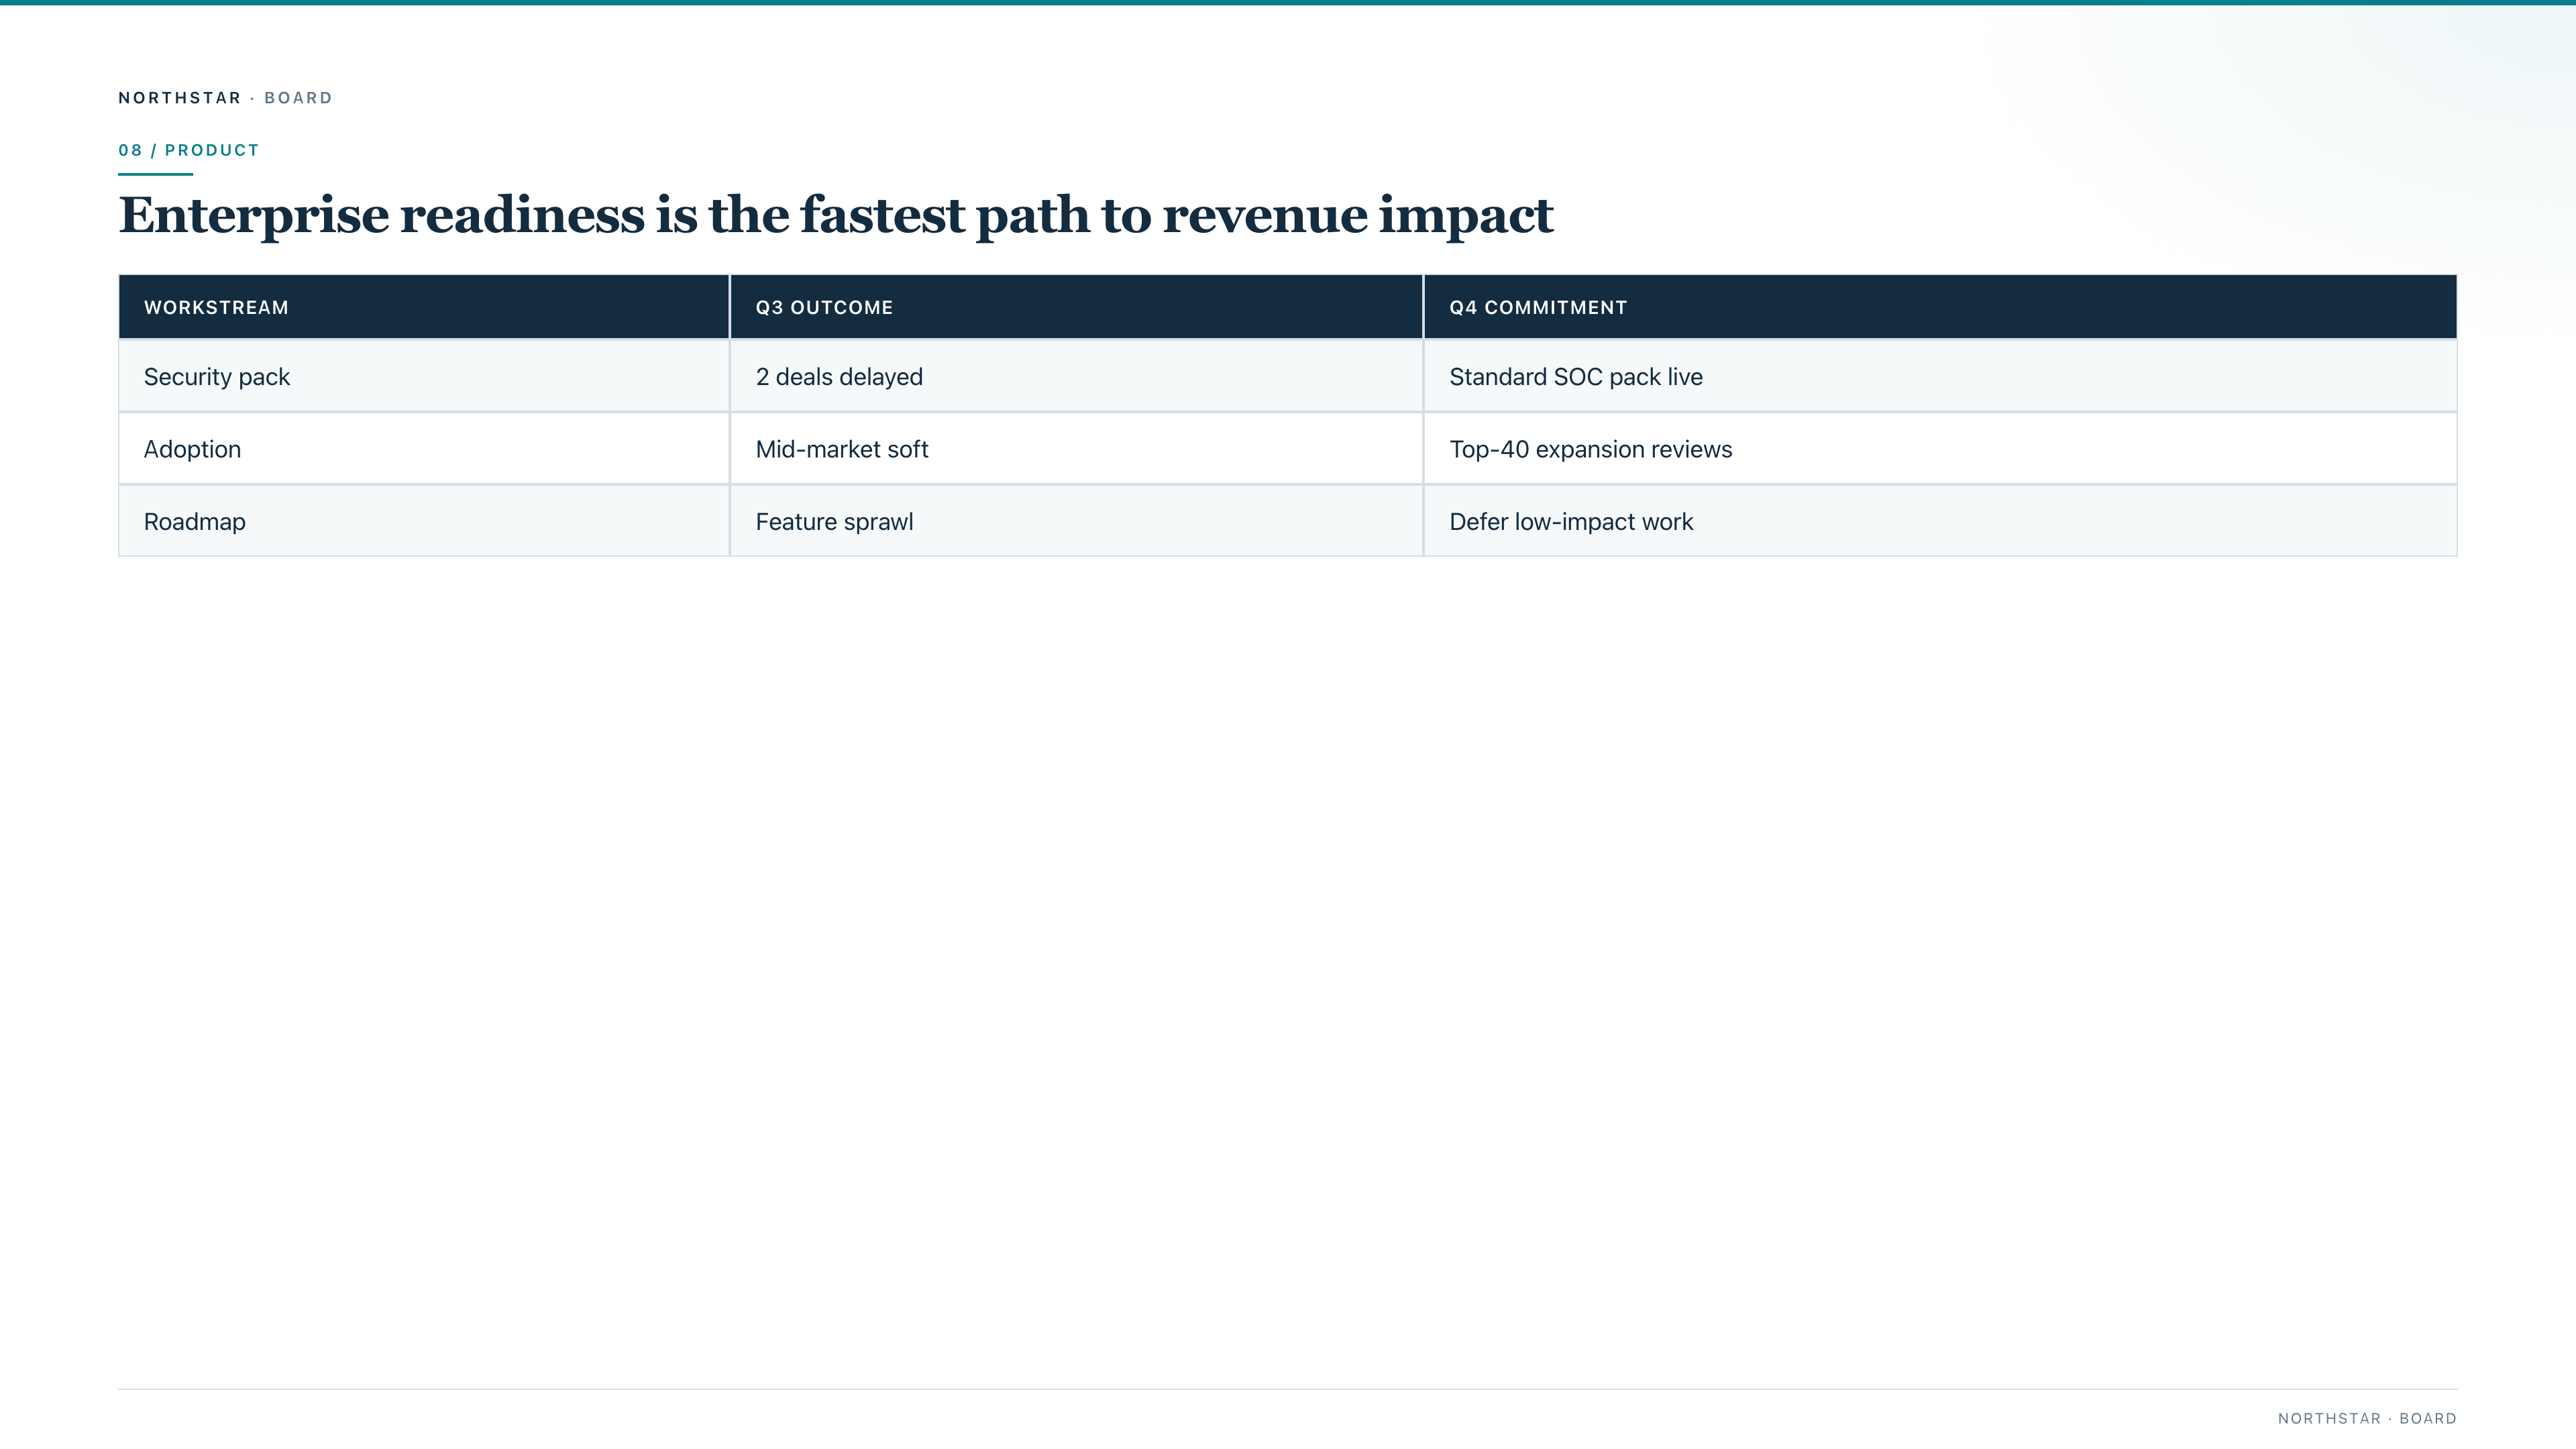 NORTHSTAR · BOARD
08 / PRODUCT
Enterprise readiness is the fastest path to revenue impact
WORKSTREAM Q3 OUTCOME Q4 COMMITMENT
Security pack 2 deals delayed Standard SOC pack live
Adoption Mid-market soft Top-40 expansion reviews
Roadmap Feature sprawl Defer low-impact work
NORTHSTAR · BOARD